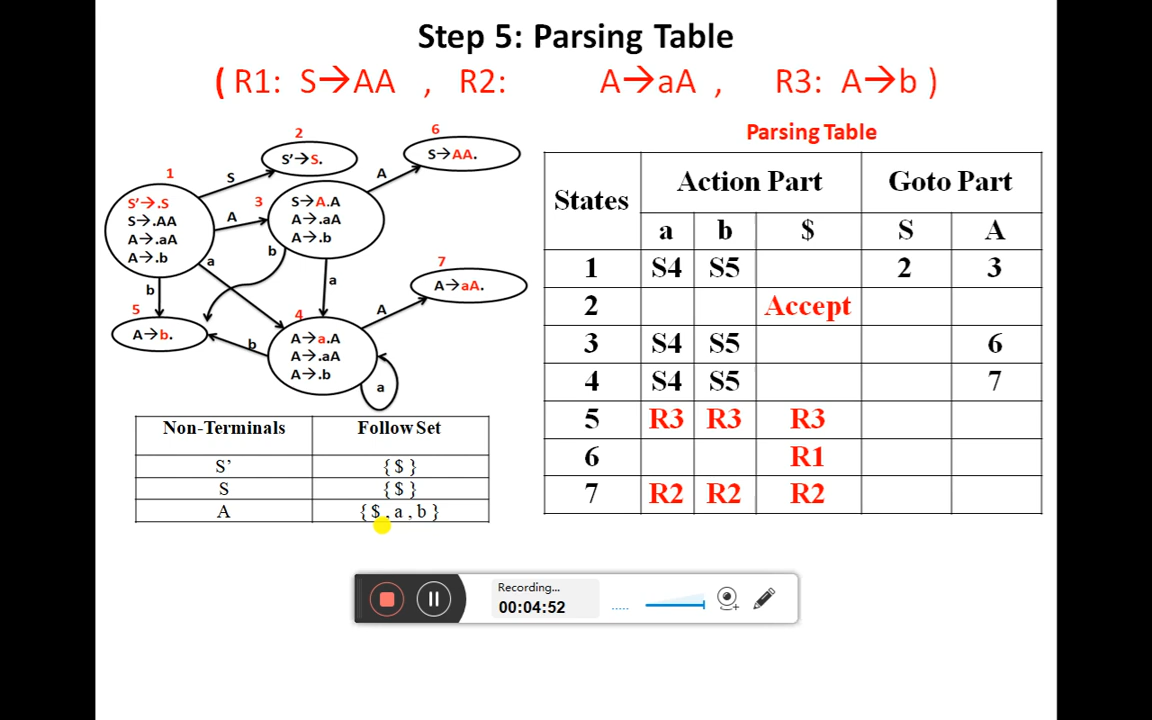 Step 5: Parsing Table
( R1: S→AA , R2: A→aA , R3: A→b )
2
S'→S.
6
S→AA.
1
S'→.S
S→.AA
A→.aA
A→.b
S
A
A
3
S→A.A
A→.aA
A→.b
a
b
b
a
7
A→aA.
5
A→b.
4
A→a.A
A→.aA
A→.b
A
b
a
Non-Terminals Follow Set
S' { $ }
S { $ }
A { $ , a , b }
Parsing Table
States Action Part Goto Part
a b $ S A
1 S4 S5 2 3
2 Accept
3 S4 S5 6
4 S4 S5 7
5 R3 R3 R3
6 R1
7 R2 R2 R2
Recording...
00:04:52